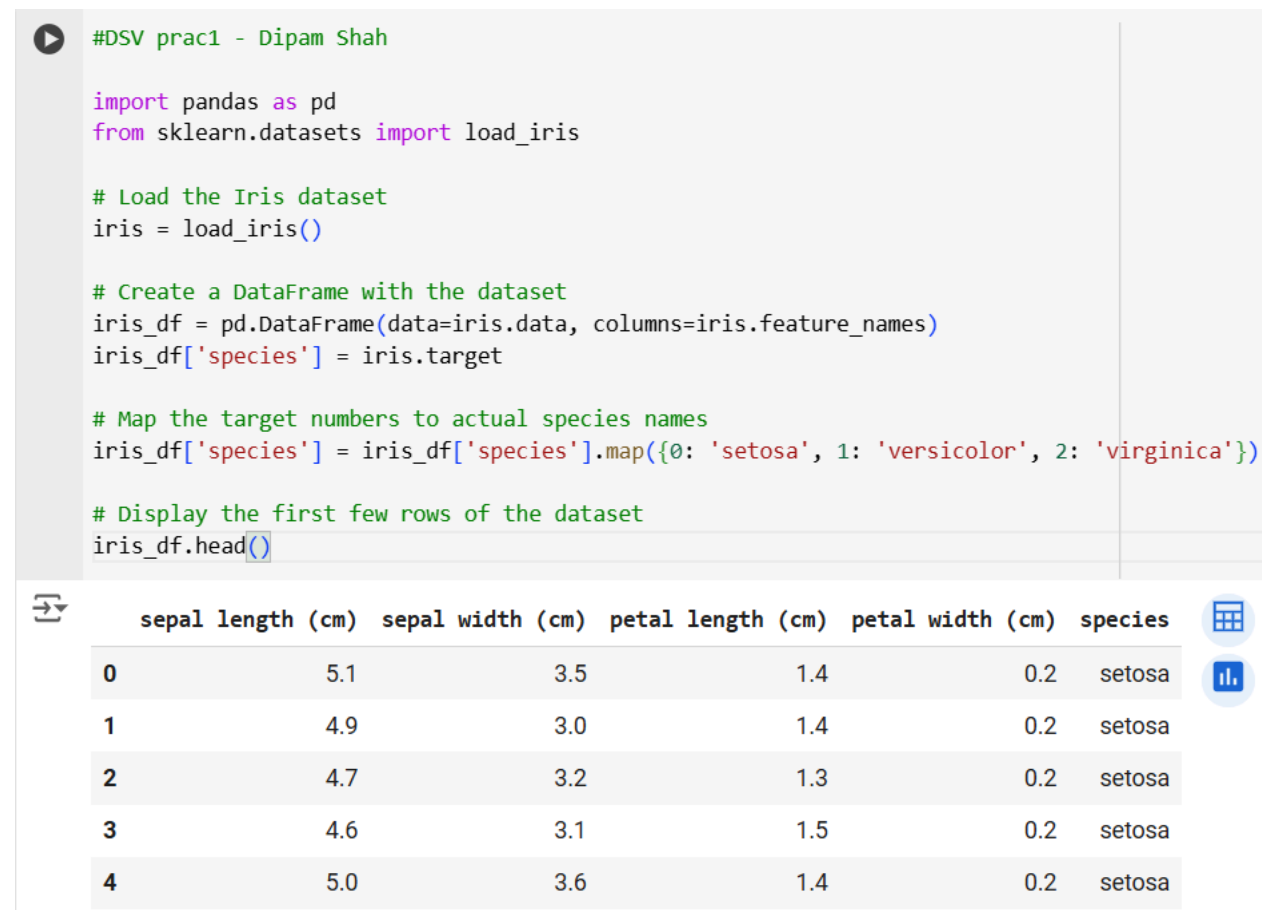 #DSV prac1 - Dipam Shah
import pandas as pd
from sklearn.datasets import load_iris
# Load the Iris dataset
iris = load_iris()
# Create a DataFrame with the dataset
iris_df = pd.DataFrame(data=iris.data, columns=iris.feature_names)
iris_df['species'] = iris.target
# Map the target numbers to actual species names
iris_df['species'] = iris_df['species'].map({0: 'setosa', 1: 'versicolor', 2: 'virginica'})
# Display the first few rows of the dataset
iris_df.head()
sepal length (cm) sepal width (cm) petal length (cm) petal width (cm) species
0 5.1 3.5 1.4 0.2 setosa
1 4.9 3.0 1.4 0.2 setosa
2 4.7 3.2 1.3 0.2 setosa
3 4.6 3.1 1.5 0.2 setosa
4 5.0 3.6 1.4 0.2 setosa